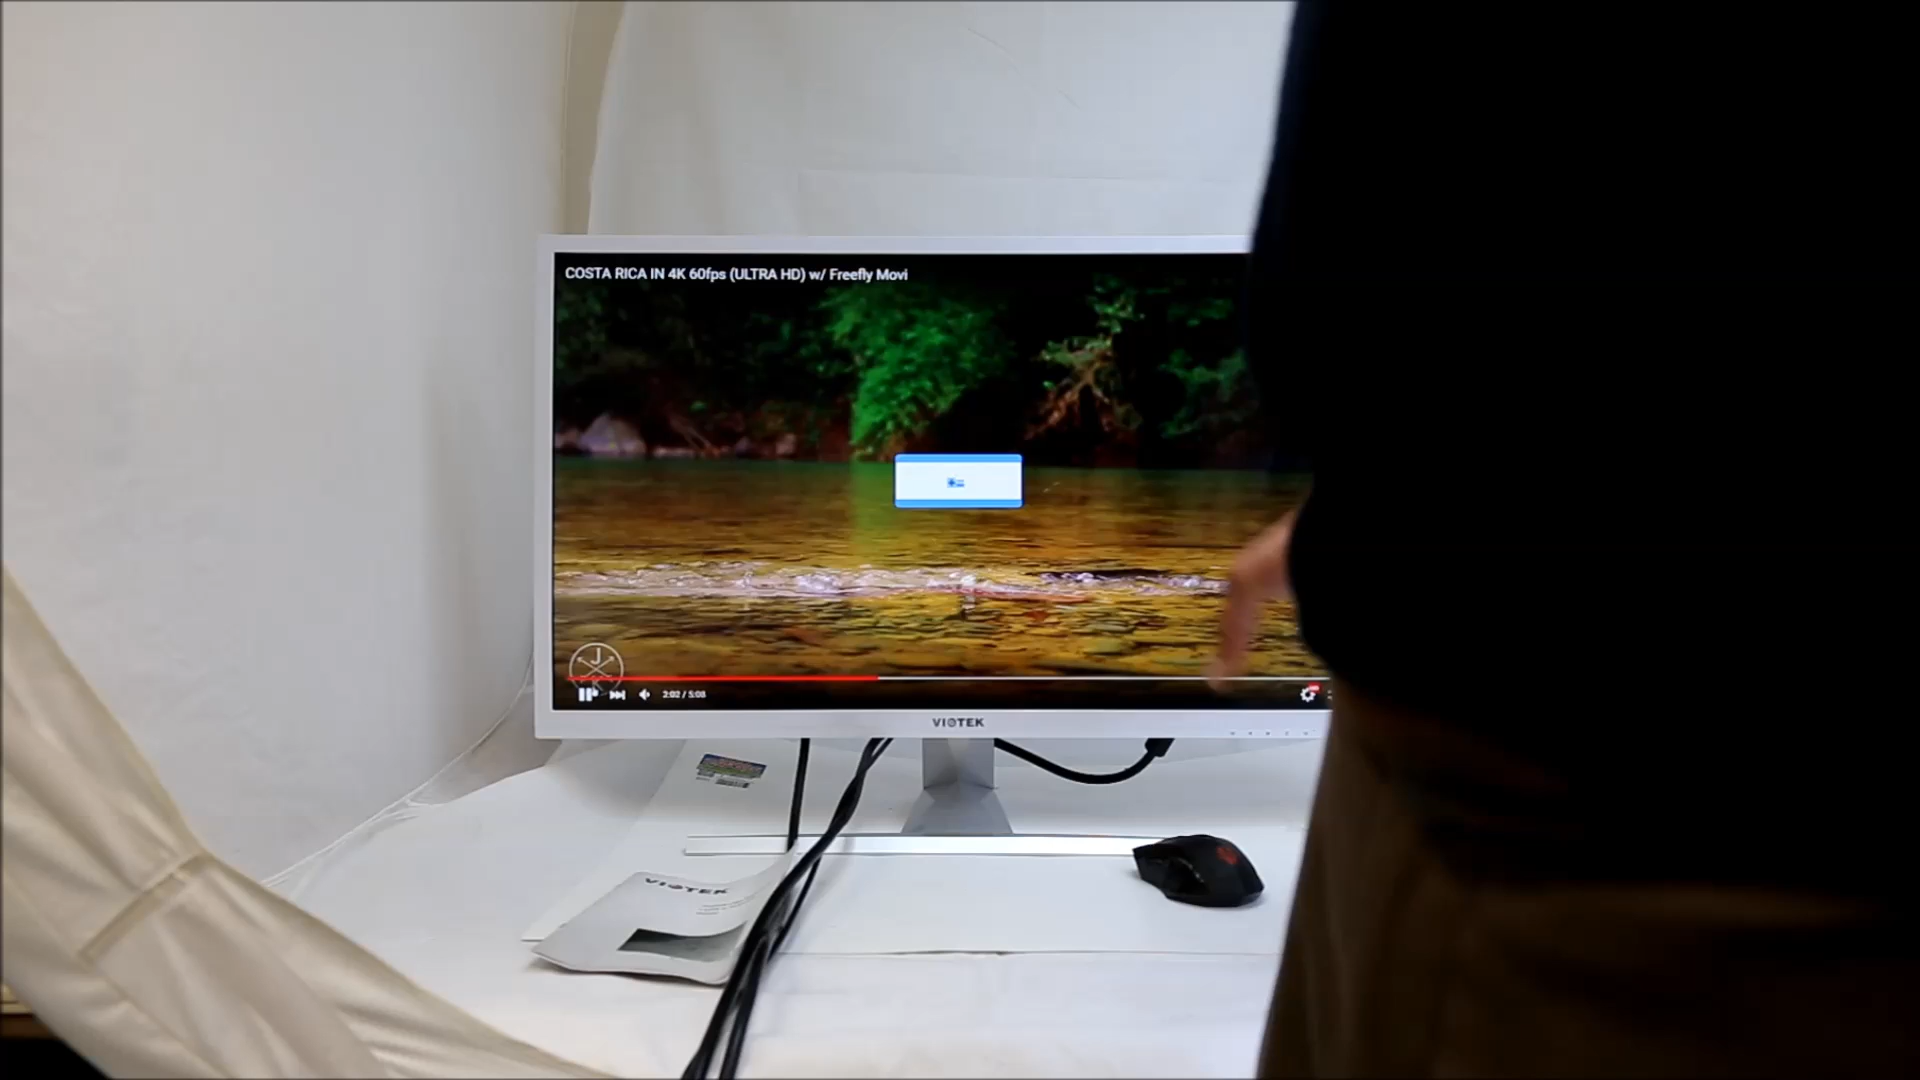 COSTA RICA IN 4K 60fps (ULTRA HD) w/ Freefly Movi
J
K
2:02 / 5:08
VIOTEK
VIOTEK